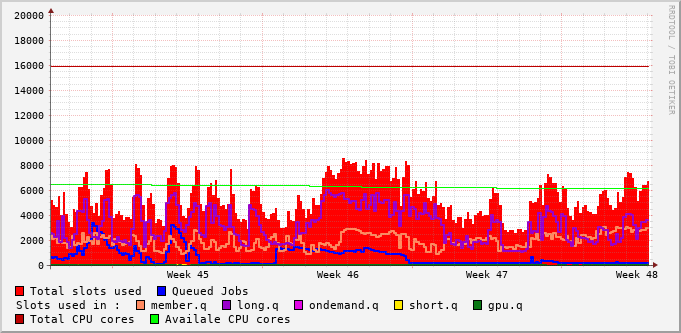 20000
18000
16000
14000
12000
10000
8000
6000
4000
2000
0
Week 45 Week 46 Week 47 Week 48
RRDTOOL / TOBI OETIKER
Total slots used Queued Jobs
Slots used in : member.q long.q ondemand.q short.q gpu.q
Total CPU cores Availale CPU cores